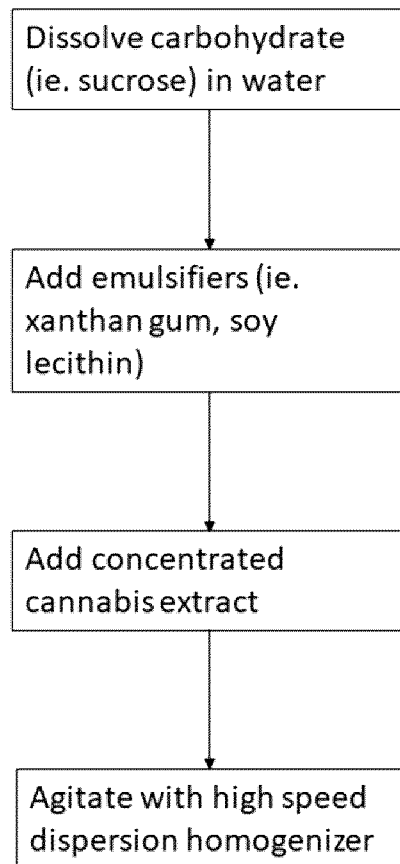 Dissolve carbohydrate
(ie. sucrose) in water
Add emulsifiers (ie.
xanthan gum, soy
lecithin)
Add concentrated
cannabis extract
Agitate with high speed
dispersion homogenizer